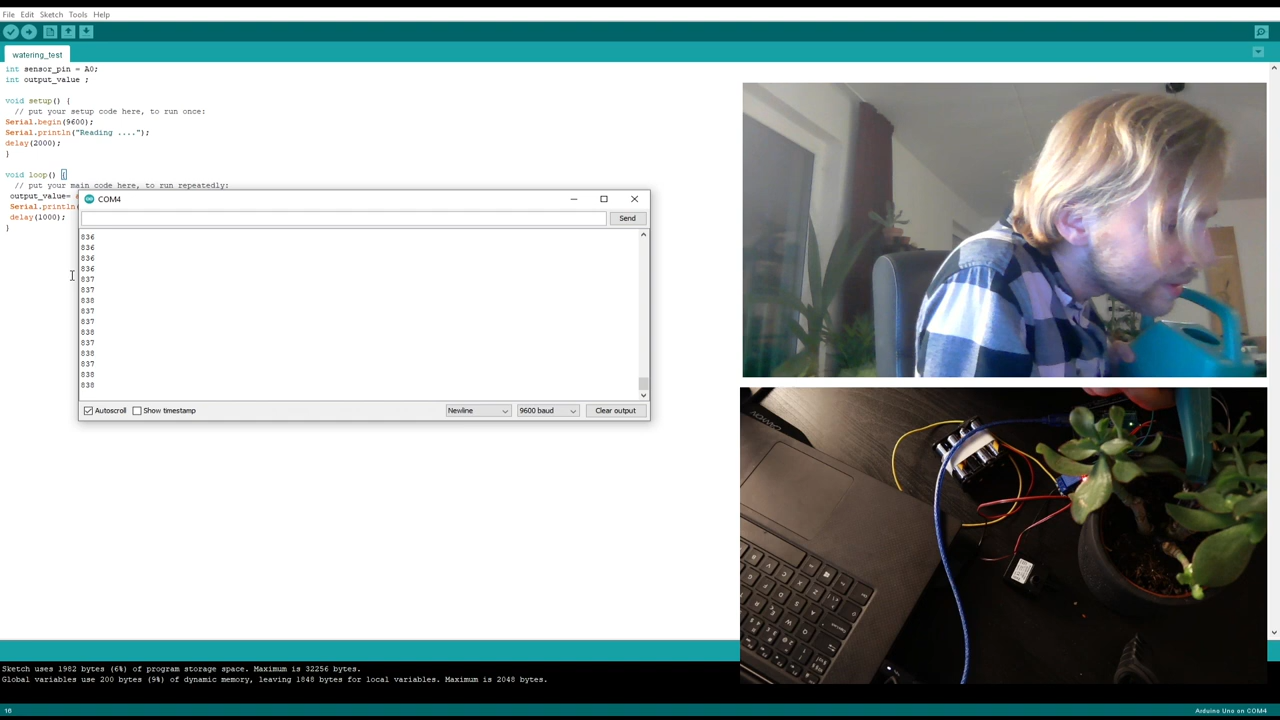 File Edit Sketch Tools Help
watering_test
int sensor_pin = A0;
int output_value ;
void setup() {
// put your setup code here, to run once:
Serial.begin(9600);
Serial.println("Reading ....");
delay(2000);
}
void loop() {
// put your main code here, to run repeatedly:
output_value=
Serial.println(
delay(1000);
}
COM4
Send
836
836
836
836
837
837
838
837
837
838
837
838
837
838
838
Autoscroll Show timestamp Newline 9600 baud Clear output
Sketch uses 1982 bytes (6%) of program storage space. Maximum is 32256 bytes.
Global variables use 200 bytes (9%) of dynamic memory, leaving 1848 bytes for local variables. Maximum is 2048 bytes.
16 Arduino Uno on COM4